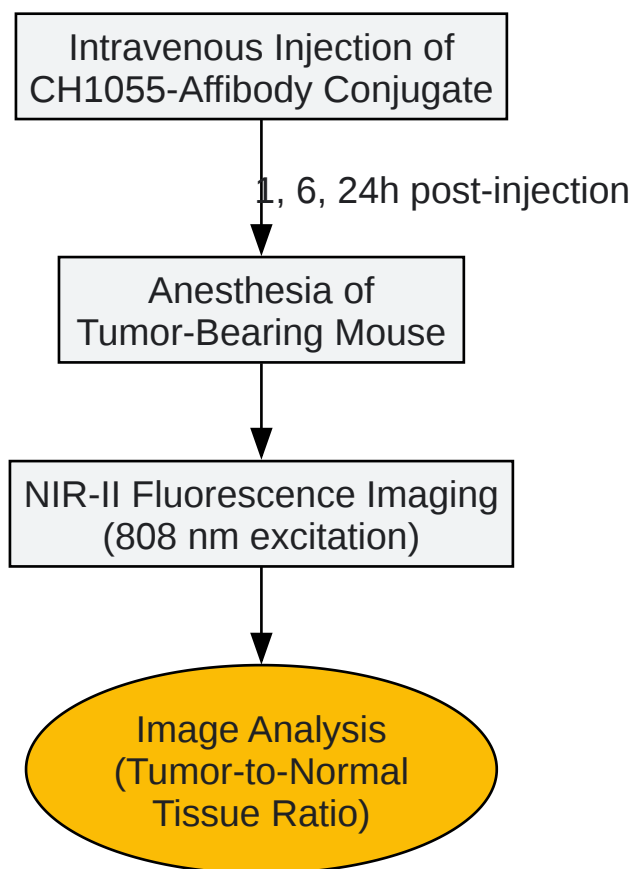 Intravenous Injection of
CH1055-Affibody Conjugate
1, 6, 24h post-injection
Anesthesia of
Tumor-Bearing Mouse
NIR-II Fluorescence Imaging
(808 nm excitation)
Image Analysis
(Tumor-to-Normal
Tissue Ratio)